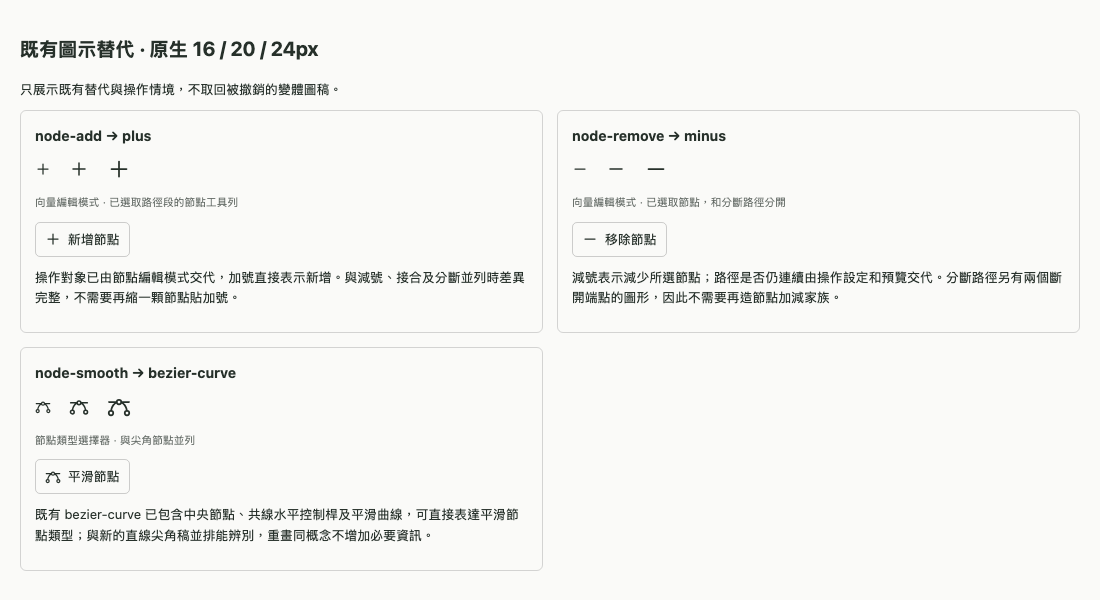 既有圖示替代 · 原生 16 / 20 / 24px
只展示既有替代與操作情境，不取回被撤銷的變體圖稿。
node-add → plus
向量編輯模式 · 已選取路徑段的節點工具列
新增節點
操作對象已由節點編輯模式交代，加號直接表示新增。與減號、接合及分斷並列時差異
完整，不需要再縮一顆節點貼加號。
node-remove → minus
向量編輯模式 · 已選取節點，和分斷路徑分開
移除節點
減號表示減少所選節點；路徑是否仍連續由操作設定和預覽交代。分斷路徑另有兩個斷
開端點的圖形，因此不需要再造節點加減家族。
node-smooth → bezier-curve
節點類型選擇器 · 與尖角節點並列
平滑節點
既有 bezier-curve 已包含中央節點、共線水平控制桿及平滑曲線，可直接表達平滑節
點類型；與新的直線尖角稿並排能辨別，重畫同概念不增加必要資訊。